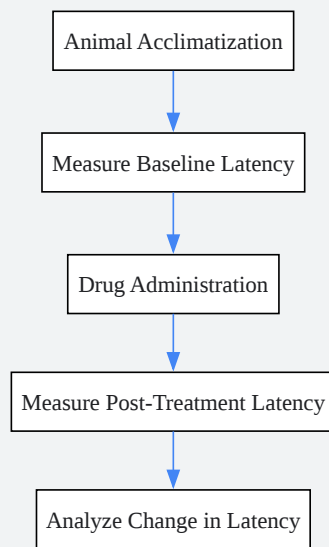 Animal Acclimatization
Measure Baseline Latency
Drug Administration
Measure Post-Treatment Latency
Analyze Change in Latency